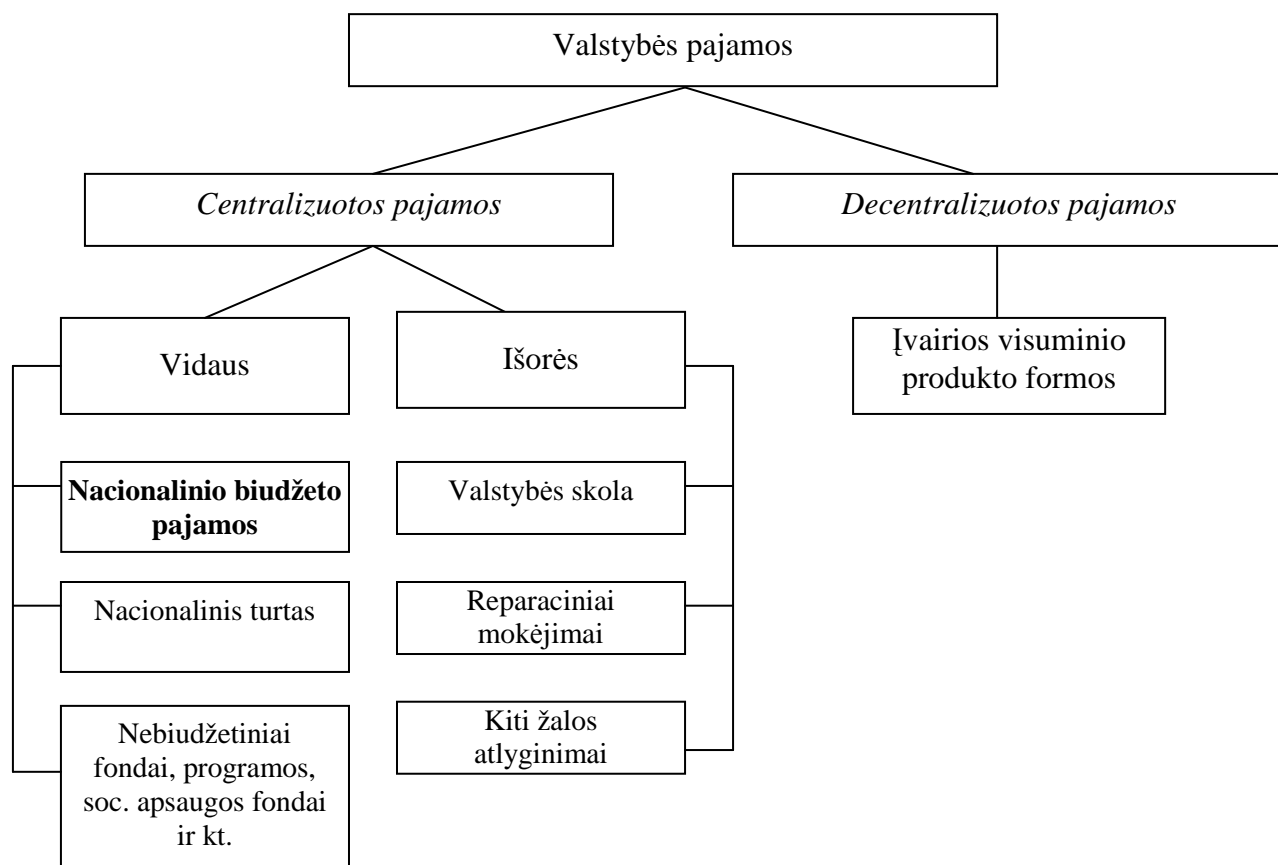 Valstybės pajamos
Centralizuotos pajamos
Decentralizuotos pajamos
Vidaus
Išorės
Įvairios visuminio
produkto formos
Nacionalinio biudžeto
pajamos
Valstybės skola
Nacionalinis turtas
Reparaciniai
mokėjimai
Nebiudžetiniai
fondai, programos,
soc. apsaugos fondai
ir kt.
Kiti žalos
atlyginimai